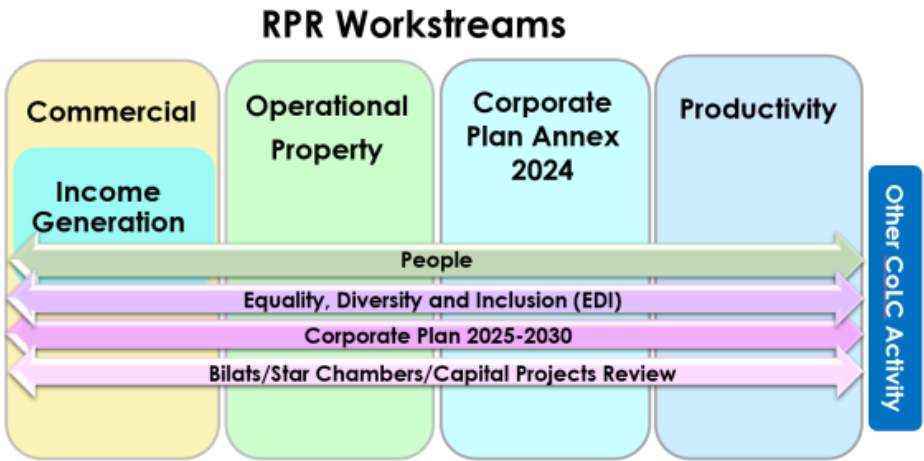 RPR Workstreams
Commercial
Income
Generation
Operational
Property
Corporate
Plan Annex
2024
Productivity
People
Equality, Diversity and Inclusion (EDI)
Corporate Plan 2025-2030
Bilats/Star Chambers/Capital Projects Review
Other CoLC Activity